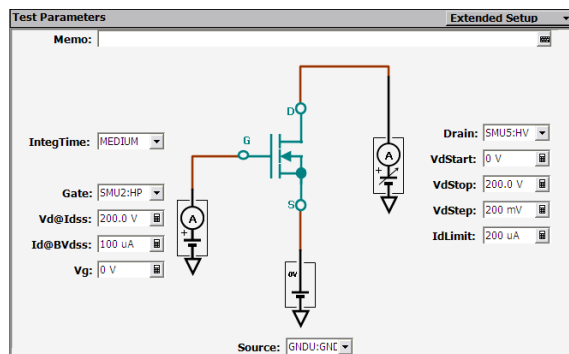 Test Parameters
Extended Setup
Memo:
D
G
S
A
+
A
+
0V
IntegTime: MEDIUM
Gate: SMU2:HP
Vd@Idss: 200.0 V
Id@BVdss: 100 uA
Vg: 0 V
Drain: SMU5:HV
VdStart: 0 V
VdStop: 200.0 V
VdStep: 200 mV
IdLimit: 200 uA
Source: GNDU:GNE